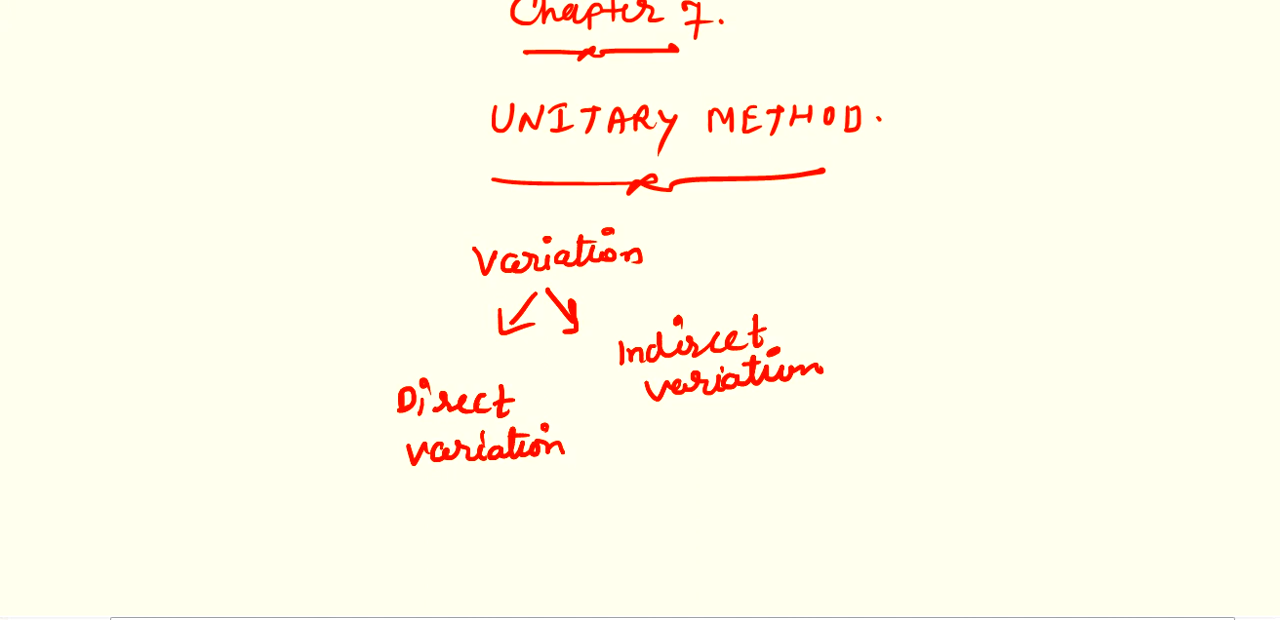 Chapter 7.
UNITARY METHOD.
Variation
Direct
variation
Indirect
variation